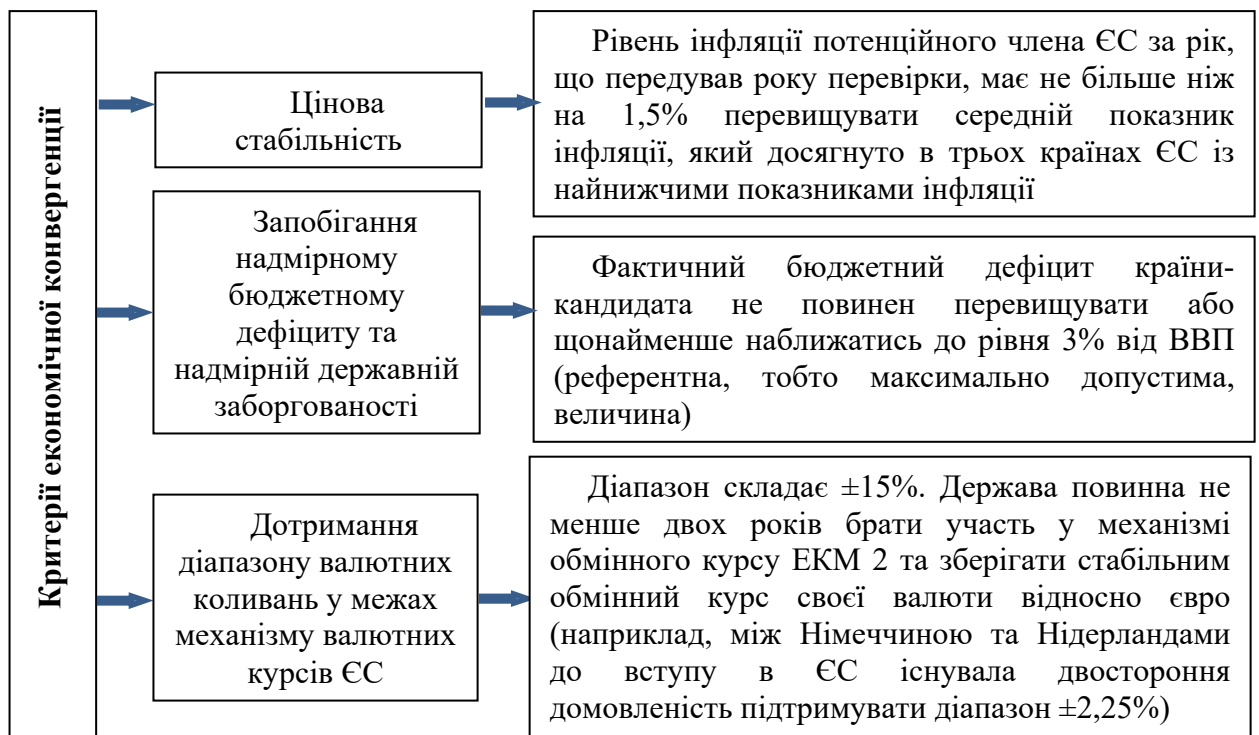 Критерії економічної конвергенції
Цінова
стабільність
Рівень інфляції потенційного члена ЄС за рік,
що передував року перевірки, має не більше ніж
на 1,5% перевищувати середній показник
інфляції, який досягнуто в трьох країнах ЄС із
найнижчими показниками інфляції
Запобігання
надмірному
бюджетному
дефіциту та
надмірній державній
заборгованості
Фактичний бюджетний дефіцит країни-
кандидата не повинен перевищувати або
щонайменше наближатись до рівня 3% від ВВП
(референтна, тобто максимально допустима,
величина)
Дотримання
діапазону валютних
коливань у межах
механізму валютних
курсів ЄС
Діапазон складає ±15%. Держава повинна не
менше двох років брати участь у механізмі
обмінного курсу ЕКМ 2 та зберігати стабільним
обмінний курс своєї валюти відносно євро
(наприклад, між Німеччиною та Нідерландами
до вступу в ЄС існувала двостороння
домовленість підтримувати діапазон ±2,25%)